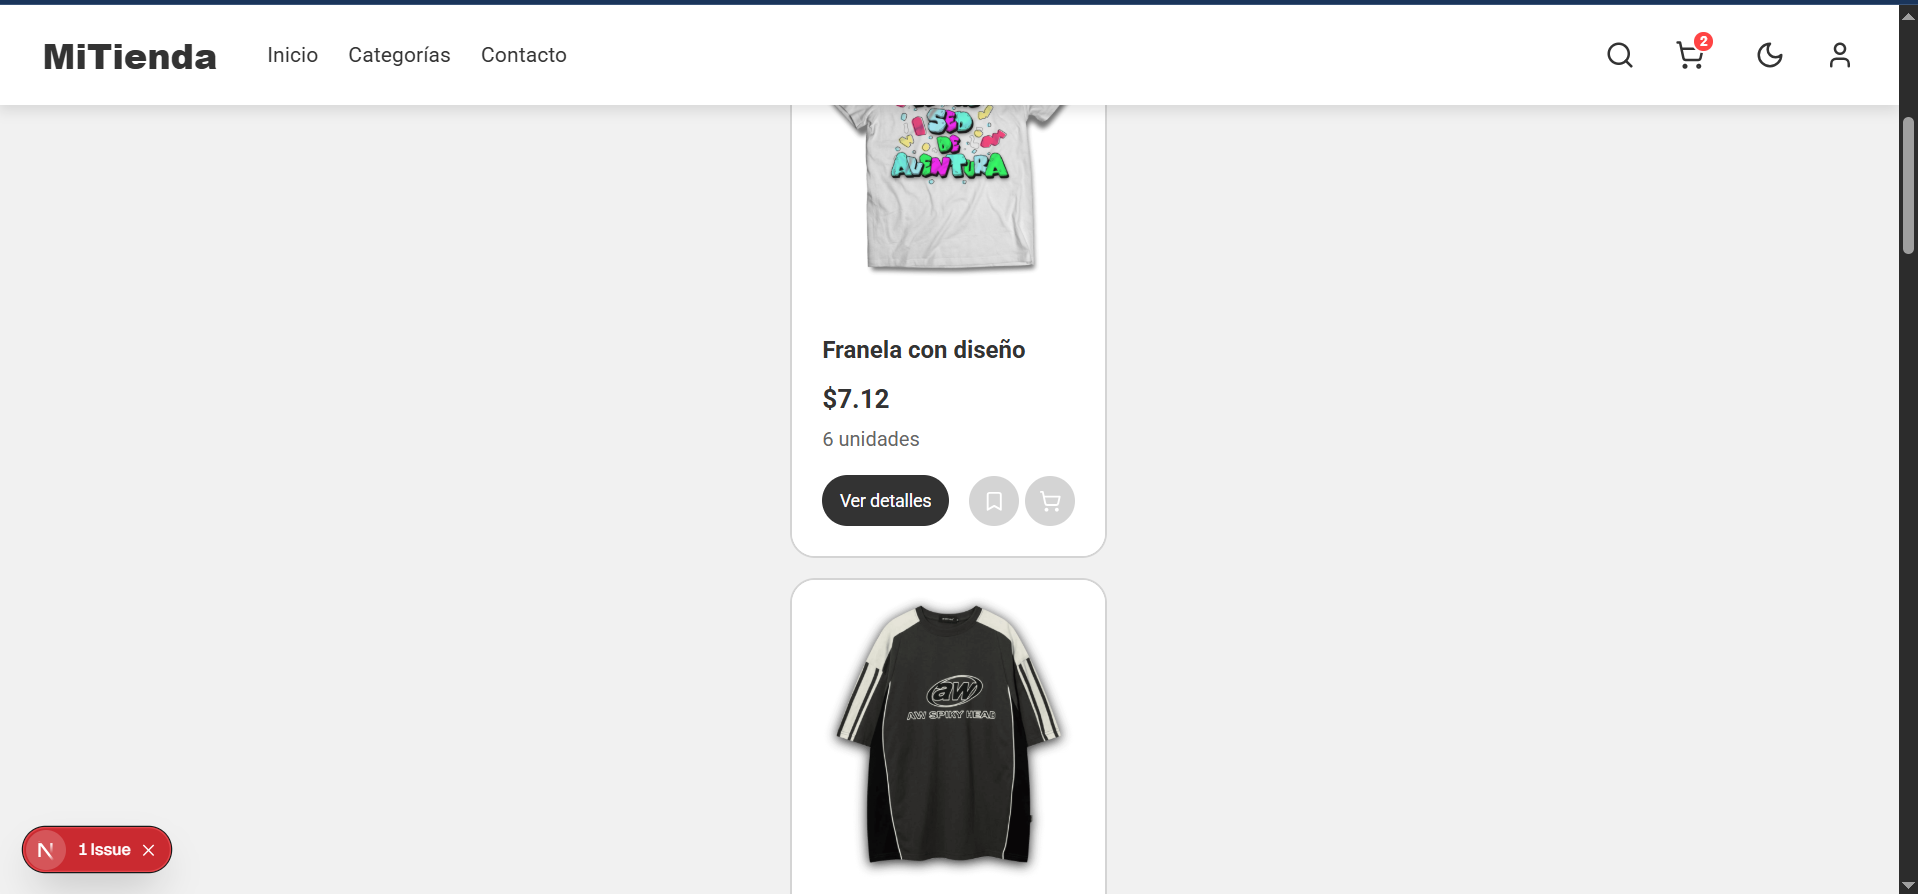 MiTienda
Inicio
Categorías
Contacto
2
SED
DE
AVENTURA
Franela con diseño
$7.12
6 unidades
Ver detalles
aw
AW SPIKY HEAD
N
1 Issue